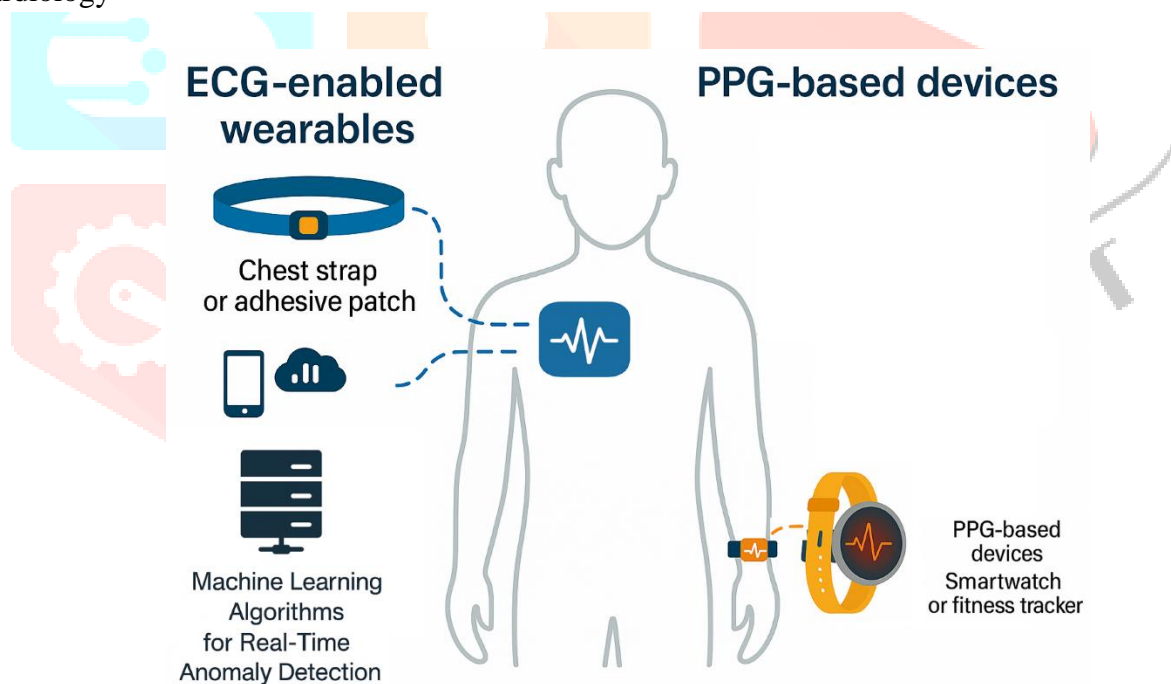 ECG-enabled
wearables
Chest strap
or adhesive patch
Machine Learning
Algorithms
for Real-Time
Anomaly Detection
PPG-based devices
PPG-based
devices
Smartwatch
or fitness tracker